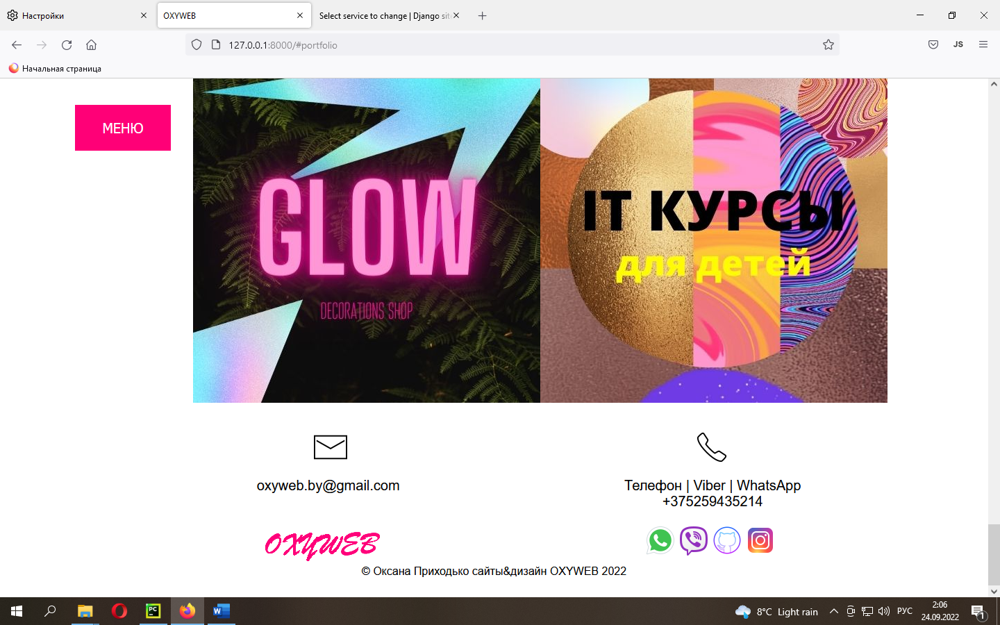 Настройки
OXYWEB
Select service to change | Django sit
127.0.0.1:8000/#portfolio
JS
Начальная страница
МЕНЮ
GLOW
DECORATIONS SHOP
IT КУРСЫ
для детей
oxyweb.by@gmail.com
Телефон | Viber | WhatsApp
+375259435214
OXYWEB
© Оксана Приходько сайты&дизайн OXYWEB 2022
PC
W
8°C Light rain
РУС
2:06
24.09.2022
1